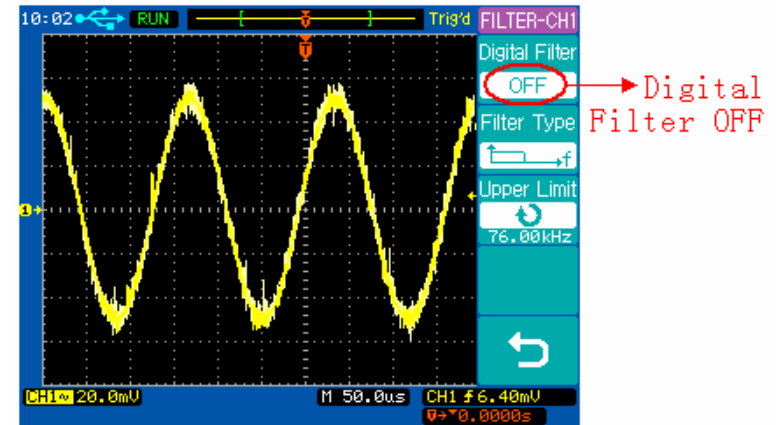 10:02 RUN T Trig'd FILTER-CH1
T
Digital Filter
OFF
Digital
Filter OFF
Filter Type
f
Upper Limit
76.00kHz
1
CH1~ 20.0mV M 50.0us CH1 6.40mV
T→▼0.0000s